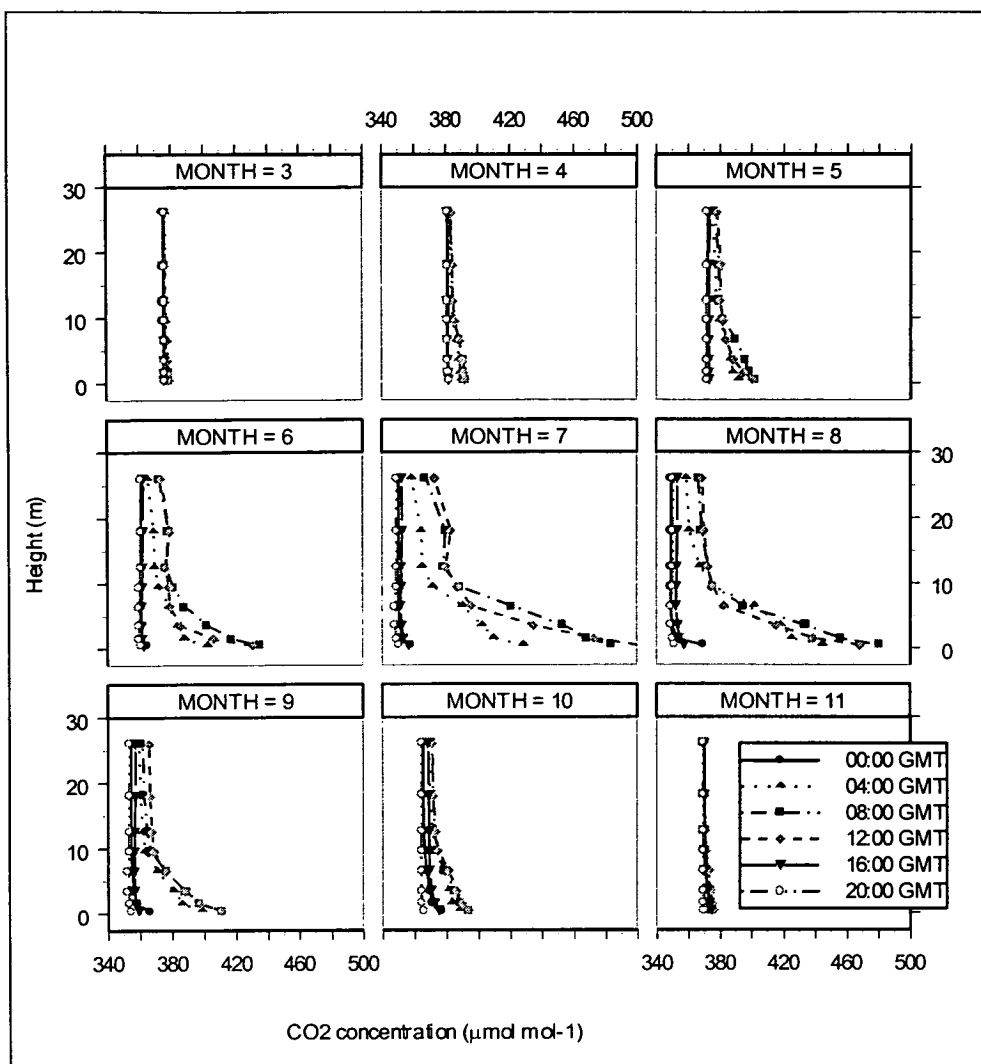 340 380 420 460 500
MONTH = 3 MONTH = 4 MONTH = 5
30
20
10
0
MONTH = 6 MONTH = 7 MONTH = 8
30
20
10
0
Height (m)
MONTH = 9 MONTH = 10 MONTH = 11
30
20
10
0
00:00 GMT
04:00 GMT
08:00 GMT
12:00 GMT
16:00 GMT
20:00 GMT
340 380 420 460 500 340 380 420 460 500
CO2 concentration (μmol mol-1)